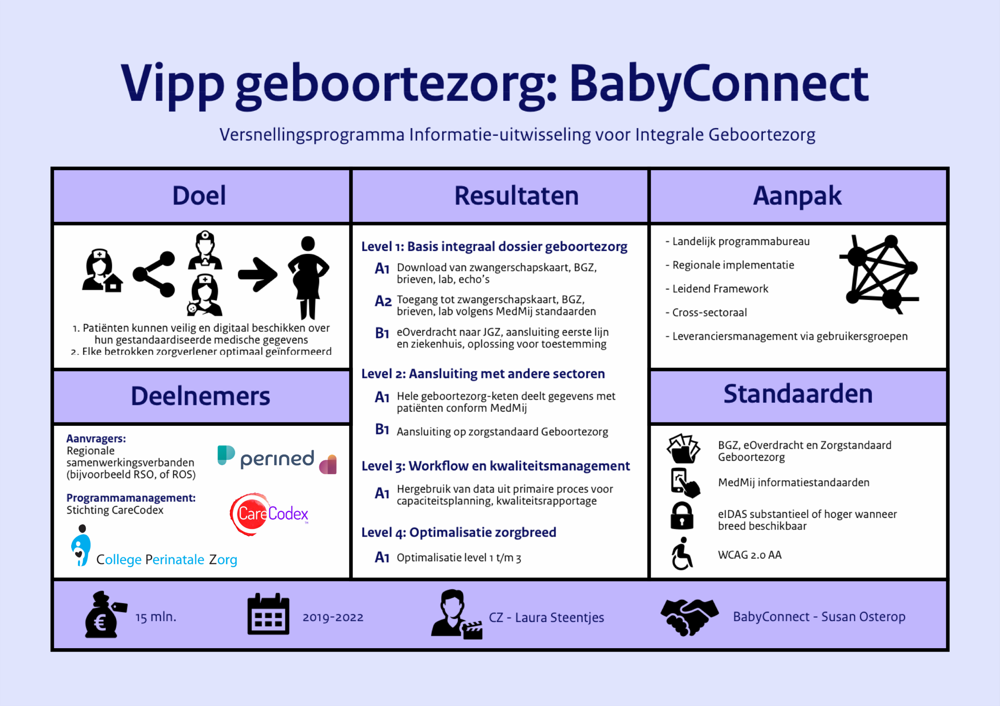 Vipp geboortezorg: BabyConnect
Versnellingsprogramma Informatie-uitwisseling voor Integrale Geboortezorg
Doel
1. Patiënten kunnen veilig en digitaal beschikken over
hun gestandaardiseerde medische gegevens
2. Elke betrokken zorgverlener optimaal geïnformeerd
Deelnemers
Aanvragers:
Regionale
samenwerkingsverbanden
(bijvoorbeeld RSO, of ROS)
Programmamanagement:
Stichting CareCodex
perined
CareCodex
TM
College Perinatale Zorg
Resultaten
Level 1: Basis integraal dossier geboortezorg
A1 Download van zwangerschapskaart, BGZ,
brieven, lab, echo's
A2 Toegang tot zwangerschapskaart, BGZ,
brieven, lab volgens MedMij standaarden
B1 eOverdracht naar JGZ, aansluiting eerste lijn
en ziekenhuis, oplossing voor toestemming
Level 2: Aansluiting met andere sectoren
A1 Hele geboortezorg-keten deelt gegevens met
patiënten conform MedMij
B1 Aansluiting op zorgstandaard Geboortezorg
Level 3: Workflow en kwaliteitsmanagement
A1 Hergebruik van data uit primaire proces voor
capaciteitsplanning, kwaliteitsrapportage
Level 4: Optimalisatie zorgbreed
A1 Optimalisatie level 1 t/m 3
Aanpak
- Landelijk programmabureau
- Regionale implementatie
- Leidend Framework
- Cross-sectoraal
- Leveranciersmanagement via gebruikersgroepen
Standaarden
BGZ, eOverdracht en Zorgstandaard
Geboortezorg
MedMij informatiestandaarden
eIDAS substantieel of hoger wanneer
breed beschikbaar
WCAG 2.0 AA
€
15 mln.
2019-2022
CZ - Laura Steentjes
BabyConnect - Susan Osterop